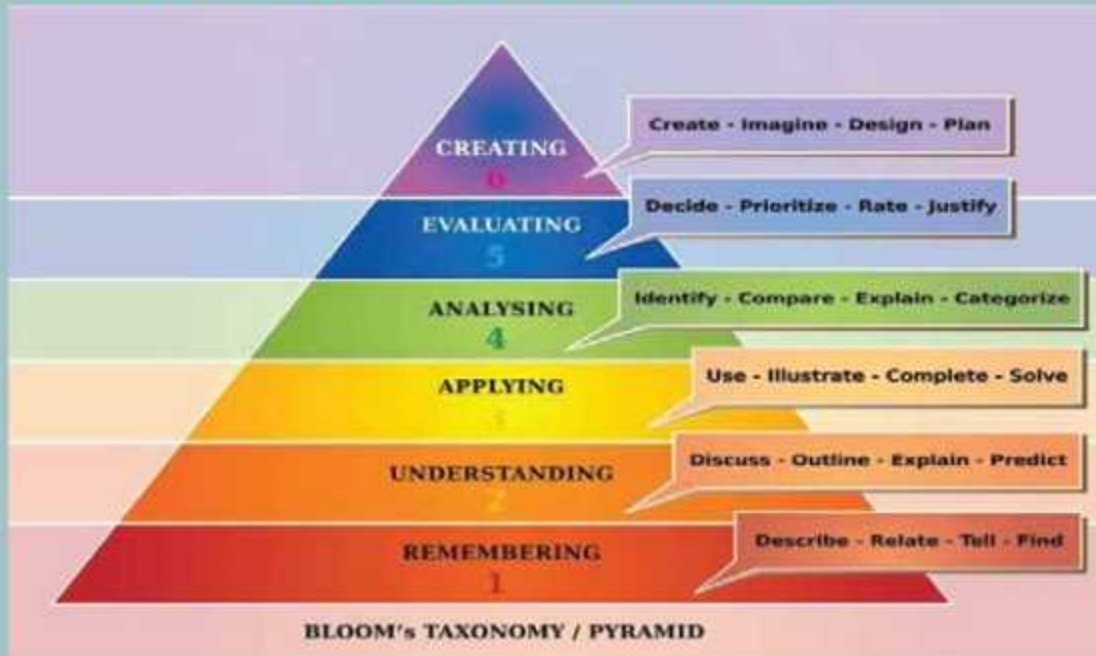 CREATING
6
Create - Imagine - Design - Plan
EVALUATING
5
Decide - Prioritize - Rate - Justify
ANALYSING
4
Identify - Compare - Explain - Categorize
APPLYING
3
Use - Illustrate - Complete - Solve
UNDERSTANDING
2
Discuss - Outline - Explain - Predict
REMEMBERING
1
Describe - Relate - Tell - Find
BLOOM's TAXONOMY / PYRAMID